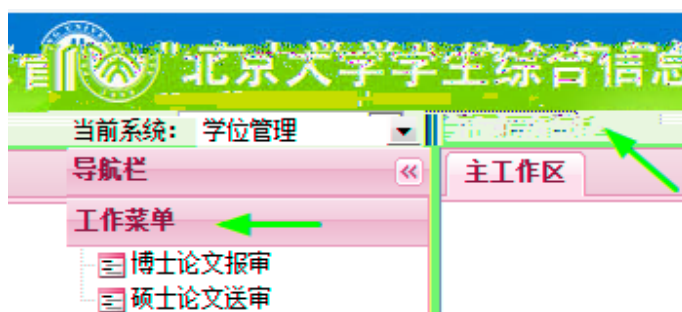 北京大学学生综合信息
当前系统： 学位管理
导航栏
主工作区
工作菜单
博士论文报审
硕士论文送审